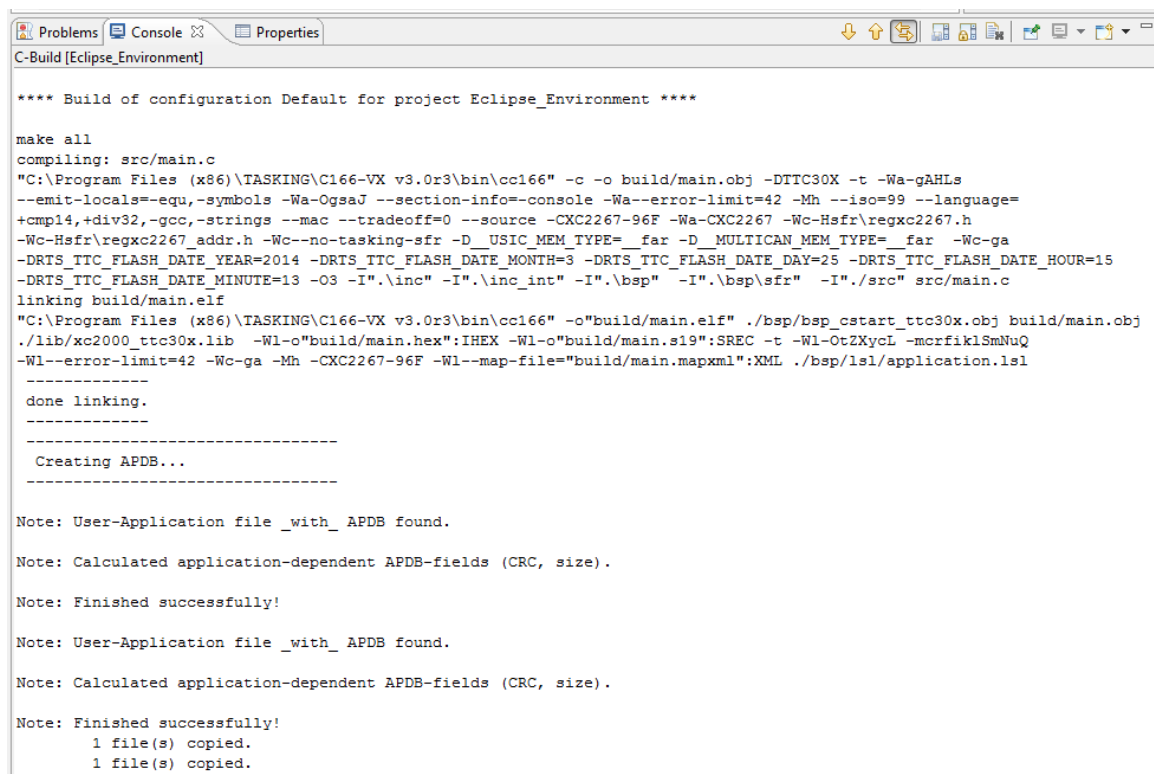 Problems Console Properties
C-Build [Eclipse_Environment]
**** Build of configuration Default for project Eclipse_Environment ****
make all
compiling: src/main.c
"C:\Program Files (x86)\TASKING\C166-VX v3.0r3\bin\cc166" -c -o build/main.obj -DTTC30X -t -Wa-gAHLs
--emit-locals=-equ,-symbols -Wa-OgsaJ --section-info=-console -Wa--error-limit=42 -Mh --iso=99 --language=
+cmp14,+div32,-gcc,-strings --mac --tradeoff=0 --source -CXC2267-96F -Wa-CXC2267 -Wc-Hsfr\regxc2267.h
-Wc-Hsfr\regxc2267_addr.h -Wc--no-tasking-sfr -D__USIC_MEM_TYPE=__far -D__MULTICAN_MEM_TYPE=__far  -Wc-ga
-DRTS_TTC_FLASH_DATE_YEAR=2014 -DRTS_TTC_FLASH_DATE_MONTH=3 -DRTS_TTC_FLASH_DATE_DAY=25 -DRTS_TTC_FLASH_DATE_HOUR=15
-DRTS_TTC_FLASH_DATE_MINUTE=13 -O3 -I".\inc" -I".\inc_int" -I".\bsp"  -I".\bsp\sfr"  -I"./src" src/main.c
linking build/main.elf
"C:\Program Files (x86)\TASKING\C166-VX v3.0r3\bin\cc166" -o"build/main.elf" ./bsp/bsp_cstart_ttc30x.obj build/main.obj
./lib/xc2000_ttc30x.lib  -Wl-o"build/main.hex":IHEX -Wl-o"build/main.s19":SREC -t -Wl-OtZXycL -mcrfiklSmNuQ
-Wl--error-limit=42 -Wc-ga -Mh -CXC2267-96F -Wl--map-file="build/main.mapxml":XML ./bsp/lsl/application.lsl
-------------
done linking.
-------------
---------------------------------
Creating APDB...
---------------------------------
Note: User-Application file _with_ APDB found.
Note: Calculated application-dependent APDB-fields (CRC, size).
Note: Finished successfully!
Note: User-Application file _with_ APDB found.
Note: Calculated application-dependent APDB-fields (CRC, size).
Note: Finished successfully!
1 file(s) copied.
1 file(s) copied.